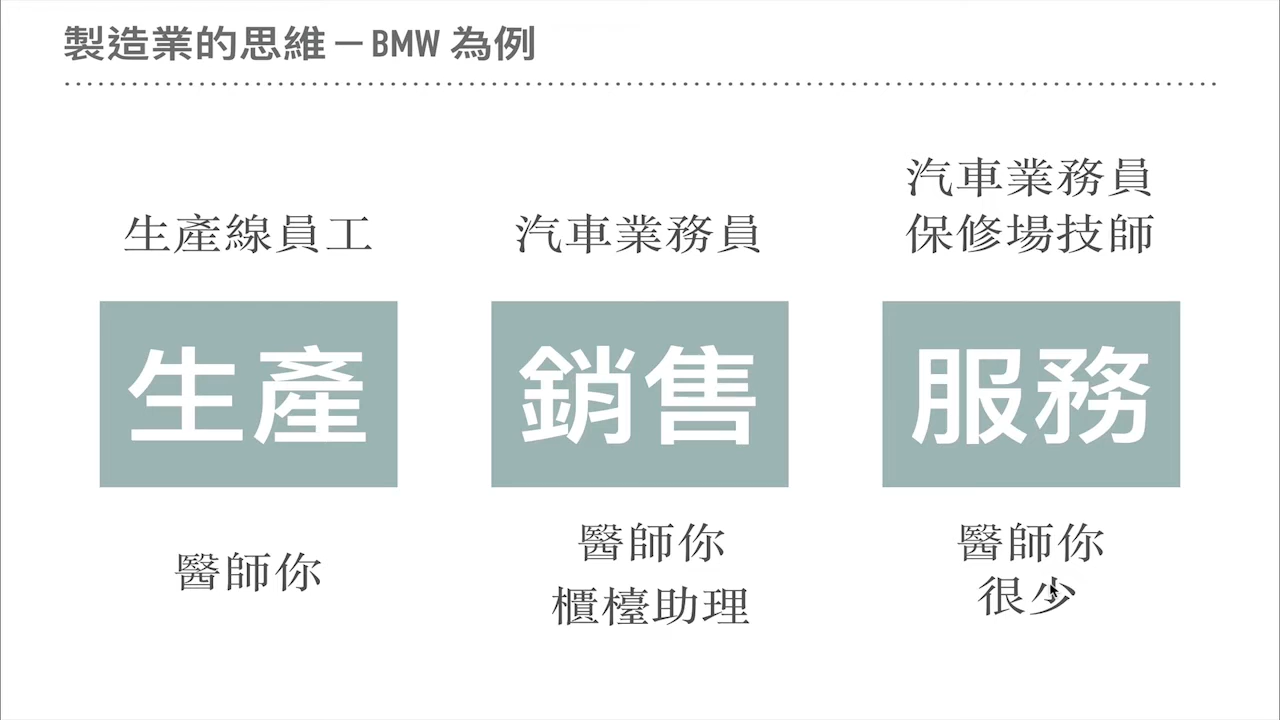 製造業的思維－BMW 為例
生產線員工
汽車業務員
汽車業務員
保修場技師
生產
銷售
服務
醫師你
醫師你
櫃檯助理
醫師你
很少